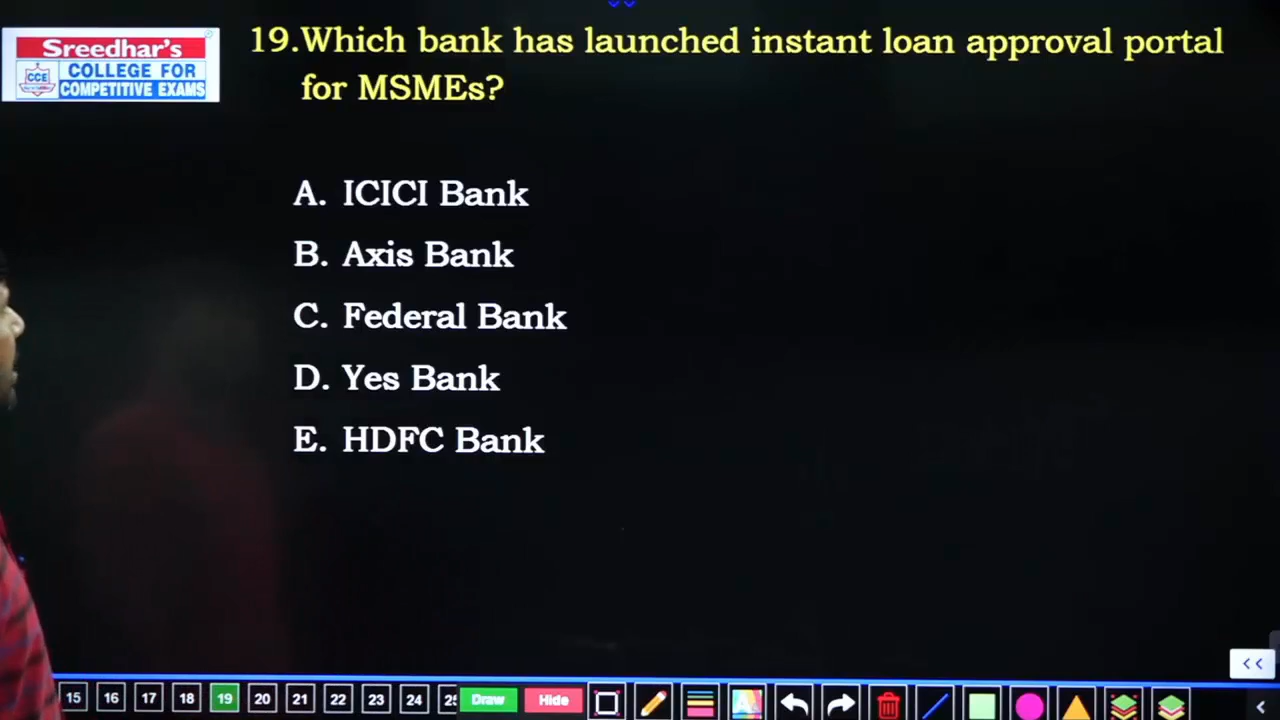 Sreedhar's
CCE
COLLEGE FOR
COMPETITIVE EXAMS
19.Which bank has launched instant loan approval portal
for MSMEs?
A. ICICI Bank
B. Axis Bank
C. Federal Bank
D. Yes Bank
E. HDFC Bank
15 16 17 18 19 20 21 22 23 24 25 Draw Hide